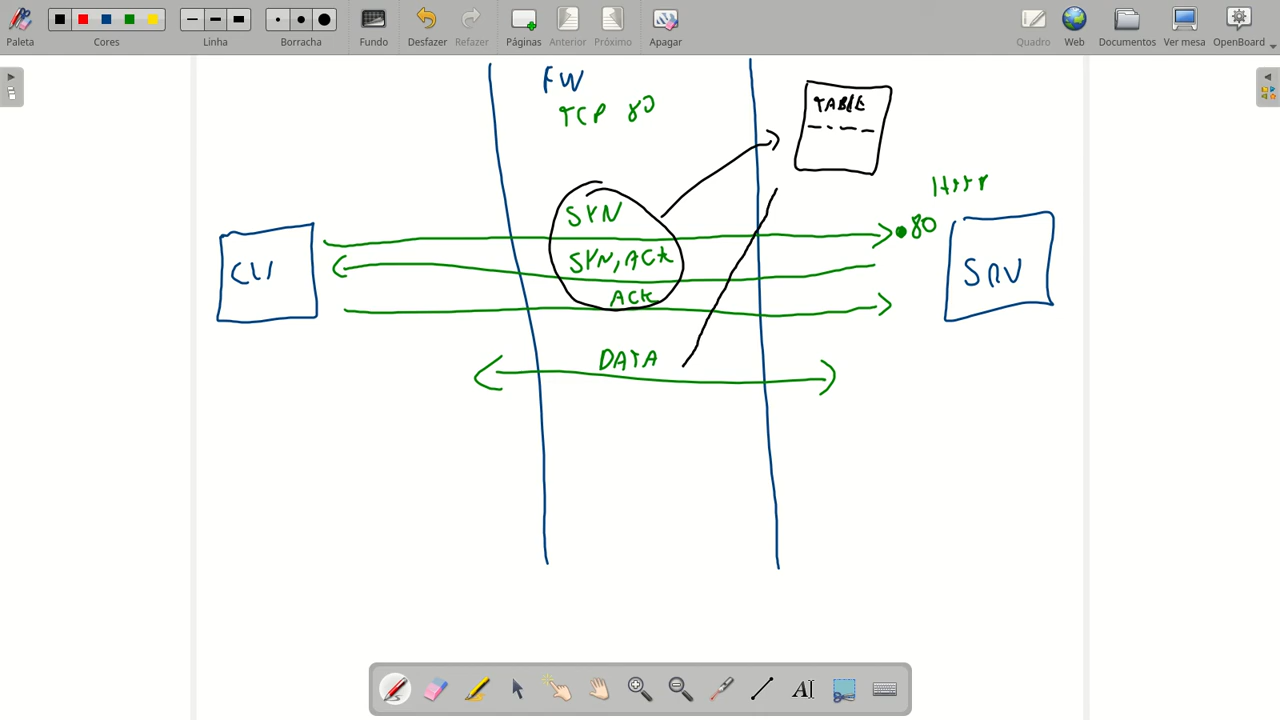 Paleta
Cores
Linha
Borracha
Fundo
Desfazer
Refazer
Páginas
Anterior
Próximo
Apagar
Quadro
Web
Documentos
Ver mesa
OpenBoard
FW
TCP 80
TABLE
HTTP
SYN
80
SYN, ACK
CLI
SRV
ACK
DATA
AI